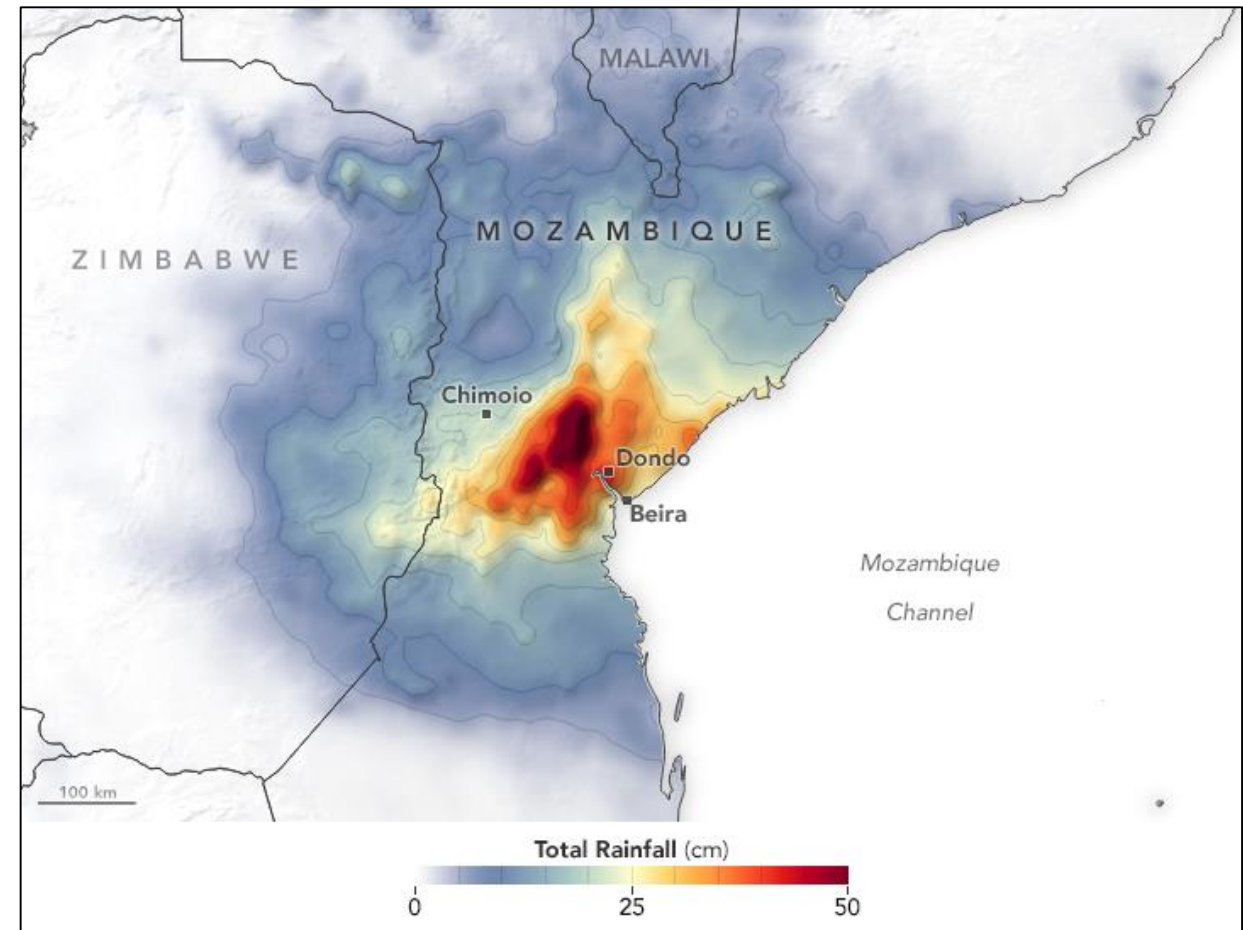 MALAWI
MOZAMBIQUE
ZIMBABWE
Chimoio
Dondo
Beira
Mozambique
Channel
100 km
Total Rainfall (cm)
0 25 50